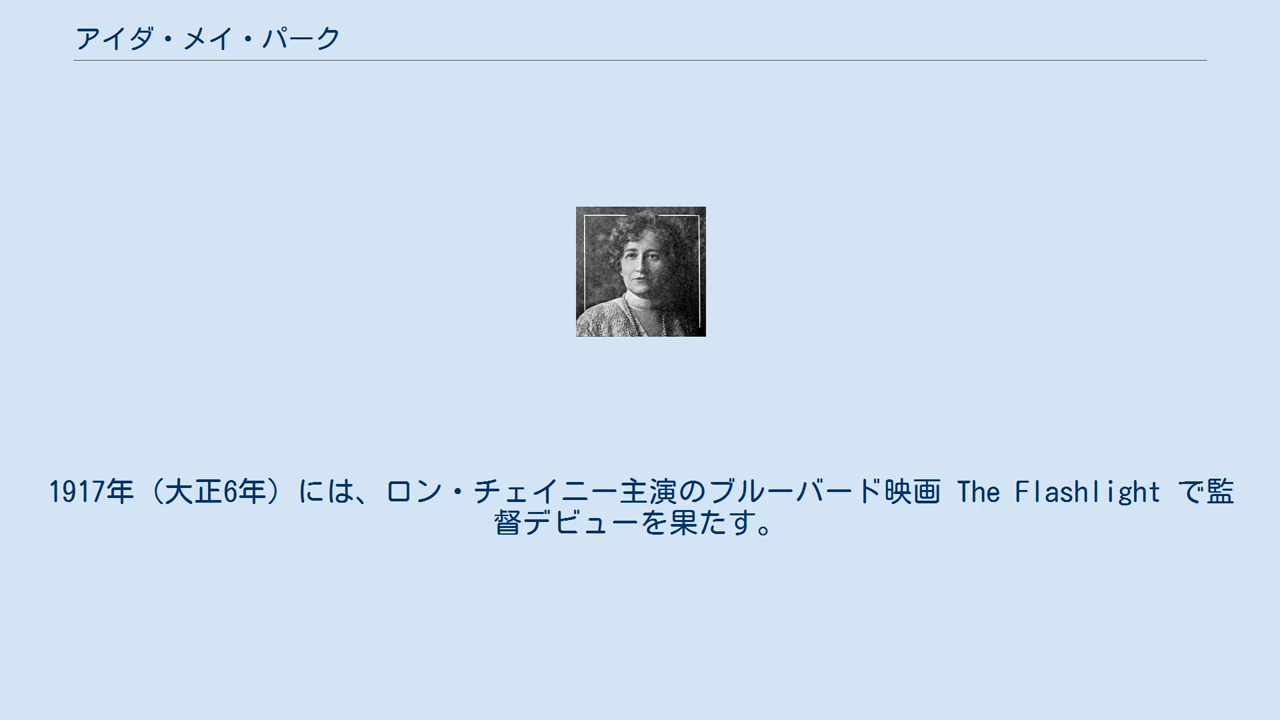 アイダ・メイ・パーク
1917年（大正6年）には、ロン・チェイニー主演のブルーバード映画 The Flashlight で監
督デビューを果たす。